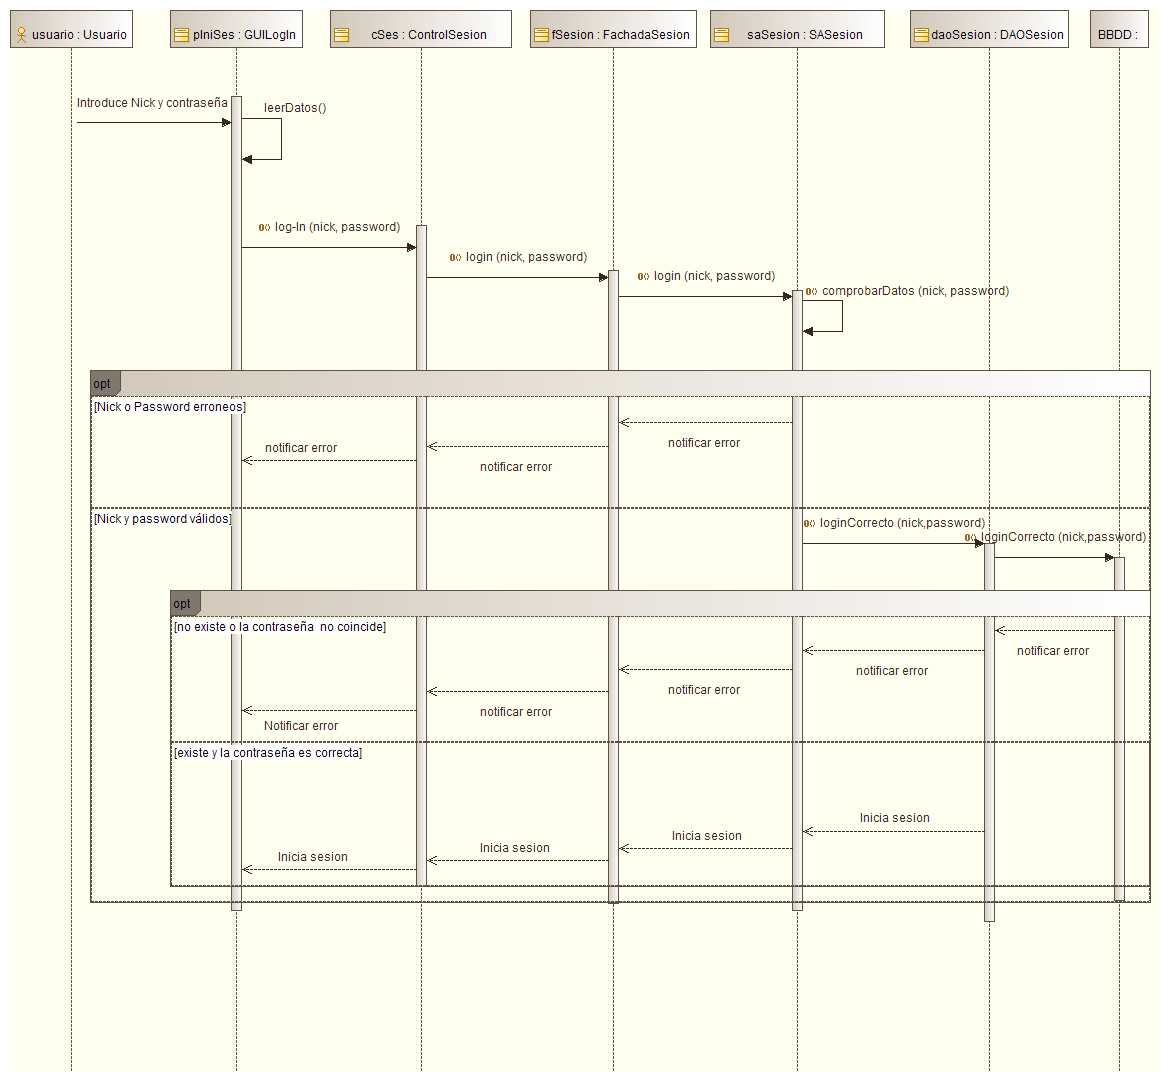 usuario : Usuario
pIniSes : GUILogIn
cSes : ControlSesion
fSesion : FachadaSesion
saSesion : SASesion
daoSesion : DAOSesion
BBDD :
Introduce Nick y contraseña
leerDatos()
log-In (nick, password)
login (nick, password)
login (nick, password)
comprobarDatos (nick, password)
opt
[Nick o Password erroneos]
notificar error
notificar error
notificar error
[Nick y password válidos]
loginCorrecto (nick,password)
loginCorrecto (nick,password)
opt
[no existe o la contraseña  no coincide]
notificar error
notificar error
notificar error
notificar error
Notificar error
[existe y la contraseña es correcta]
Inicia sesion
Inicia sesion
Inicia sesion
Inicia sesion